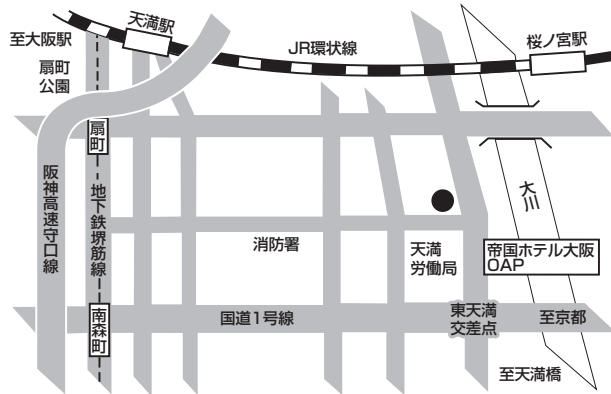 天満駅
至大阪駅
JR環状線
桜ノ宮駅
扇町
公園
扇町
阪神高速守口線
地下鉄堺筋線
大川
消防署
天満
労働局
帝国ホテル大阪
OAP
南森町
国道1号線
東天満
交差点
至京都
至天満橋